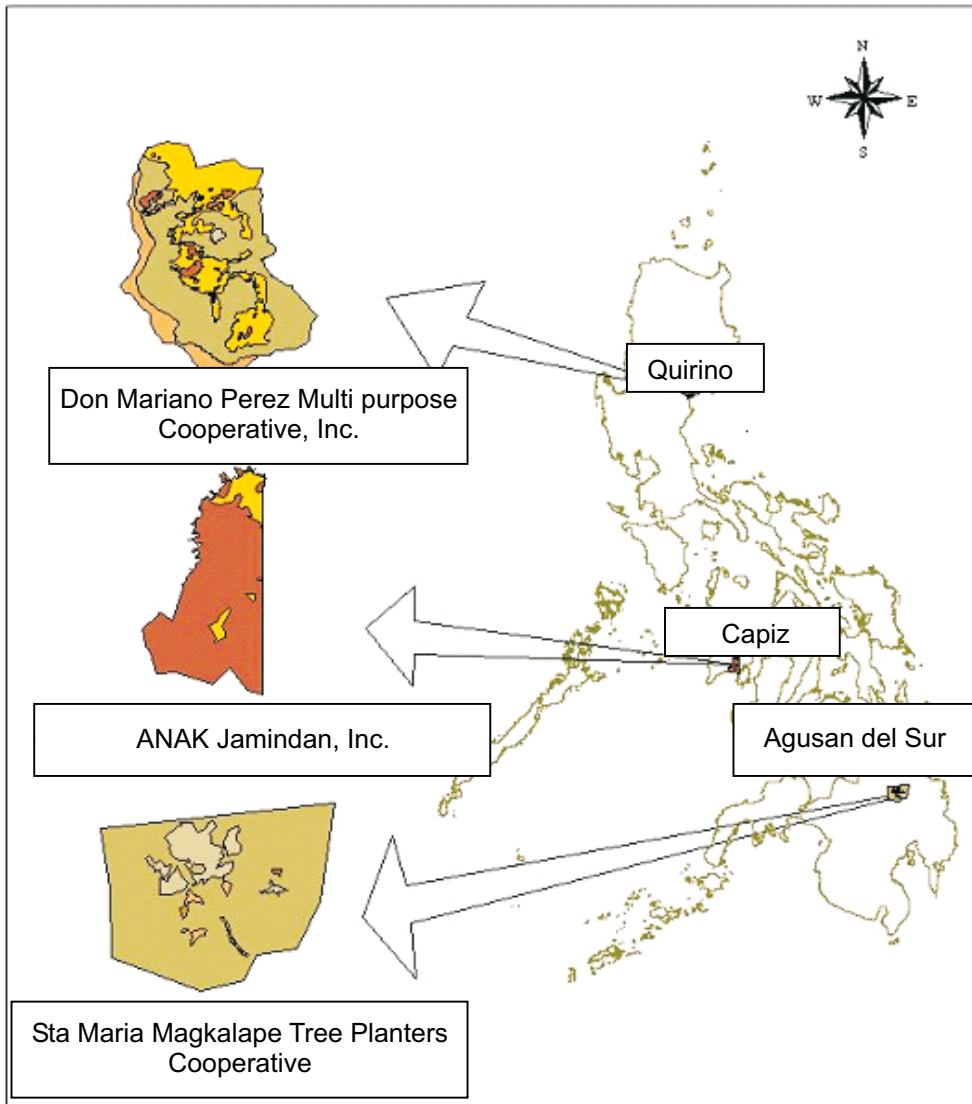 N
W
E
S
Quirino
Don Mariano Perez Multi purpose
Cooperative, Inc.
Capiz
ANAK Jamindan, Inc.
Agusan del Sur
Sta Maria Magkalape Tree Planters
Cooperative